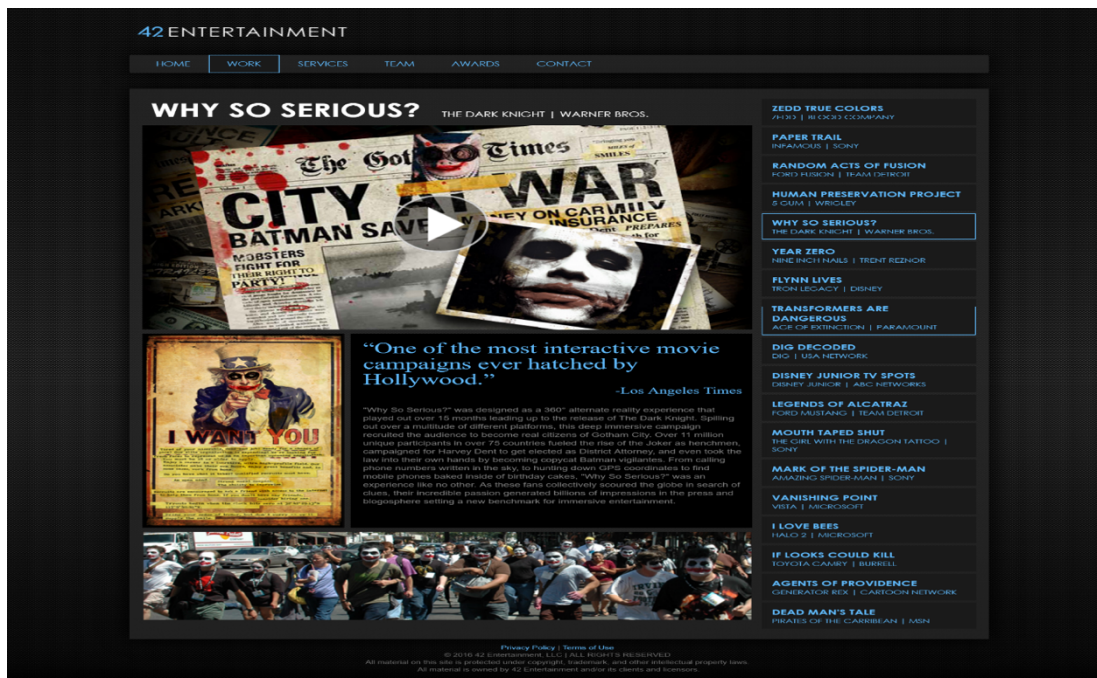 42 ENTERTAINMENT
HOME WORK SERVICES TEAM AWARDS CONTACT
WHY SO SERIOUS? THE DARK KNIGHT | WARNER BROS.
The Got Times
SMILES
CITY AT WAR
BATMAN SAVE EY ON CAR
INSURANCE
MOBSTERS
FIGHT FOR
THEIR RIGHT TO
PARTY!
Dent PREPARES
I WANT YOU
“One of the most interactive movie
campaigns ever hatched by
Hollywood.”
-Los Angeles Times
"Why So Serious?" was designed as a 360° alternate reality experience that
played out over 15 months leading up to the release of The Dark Knight. Spilling
out over a multilude of different platforms, this deep immersive campaign
recruited the audience to become real citizens of Gotham City. Over 11 million
unique participants in over 75 countries fueled the rise of the Joker as henchmen,
campaigned for Harvey Dent to get elected as District Attorney, and even took the
law into their own hands by becoming copycat Batman vigilantes. From calling
phone numbers written in the sky, to hunting down GPS coordinates to find
mobile phones baked inside of birthday cakes, "Why So Serious?" was an
experience like no other. As these fans collectively scoured the globe in search of
clues, their incredible passion generated billions of impressions in the press and
blogosphere setting a new benchmark for immersive entertainment.
ZEDD TRUE COLORS
ZEDD | BLOOD COMPANY
PAPER TRAIL
INFAMOUS | SONY
RANDOM ACTS OF FUSION
FORD FUSION | TEAM DETROIT
HUMAN PRESERVATION PROJECT
5 GUM | WRIGLEY
WHY SO SERIOUS?
THE DARK KNIGHT | WARNER BROS.
YEAR ZERO
NINE INCH NAILS | TRENT REZNOR
FLYNN LIVES
TRON LEGACY | DISNEY
TRANSFORMERS ARE
DANGEROUS
AGE OF EXTINCTION | PARAMOUNT
DIG DECODED
DIG | USA NETWORK
DISNEY JUNIOR TV SPOTS
DISNEY JUNIOR | ABC NETWORKS
LEGENDS OF ALCATRAZ
FORD MUSTANG | TEAM DETROIT
MOUTH TAPED SHUT
THE GIRL WITH THE DRAGON TATTOO |
SONY
MARK OF THE SPIDER-MAN
AMAZING SPIDER-MAN | SONY
VANISHING POINT
VISTA | MICROSOFT
I LOVE BEES
HALO 2 | MICROSOFT
IF LOOKS COULD KILL
TOYOTA CAMRY | BURRELL
AGENTS OF PROVIDENCE
GENERATOR REX | CARTOON NETWORK
DEAD MAN'S TALE
PIRATES OF THE CARRIBEAN | MSN
Privacy Policy | Terms of Use
© 2016 42 Entertainment, LLC | ALL RIGHTS RESERVED
All material on this site is protected under copyright, trademark, and other intellectual property laws.
All material is owned by 42 Entertainment and/or its clients and licensors.